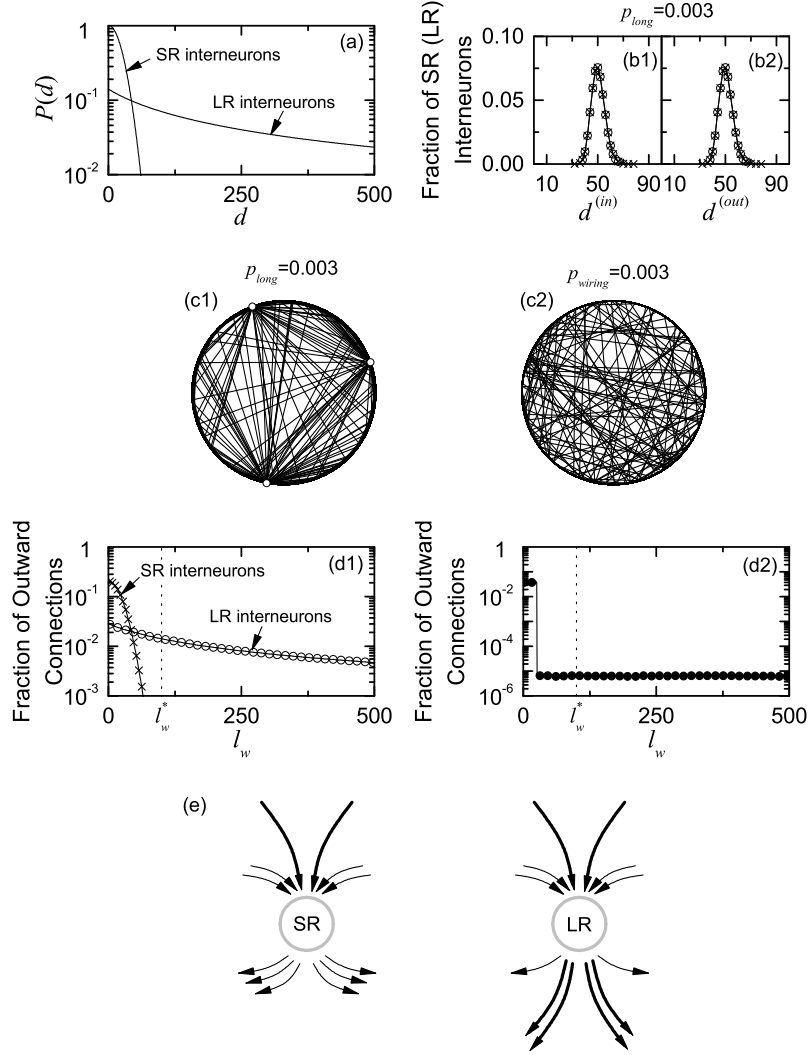 (a)
1
10⁻¹
10⁻²
P(d)
SR interneurons
LR interneurons
0 250 500
d
p_long=0.003
Fraction of SR (LR)
Interneurons
0.10
0.05
0.00
(b1)
(b2)
10 50 90
10 50 90
d^(in)
d^(out)
p_long=0.003
(c1)
p_wiring=0.003
(c2)
Fraction of Outward
Connections
1
10⁻¹
10⁻²
10⁻³
SR interneurons
LR interneurons
(d1)
0 l_w^* 250 500
l_w
Fraction of Outward
Connections
1
10⁻²
10⁻⁴
10⁻⁶
(d2)
0 l_w^* 250 500
l_w
(e)
SR
LR